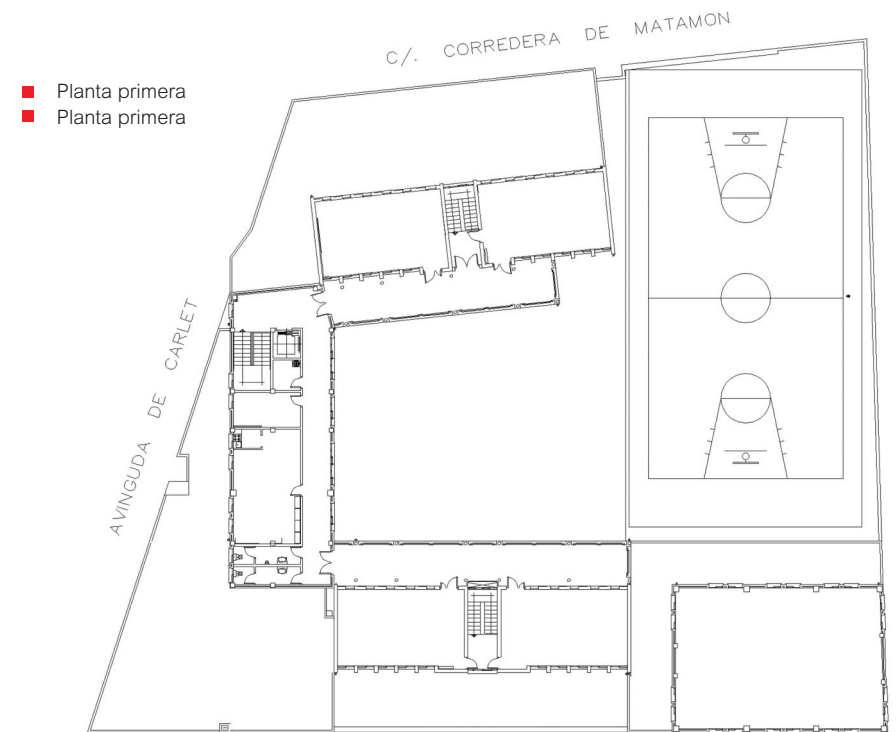 C/. CORREDERA DE MATAMON
Planta primera
Planta primera
AVINGUDA DE CARLET